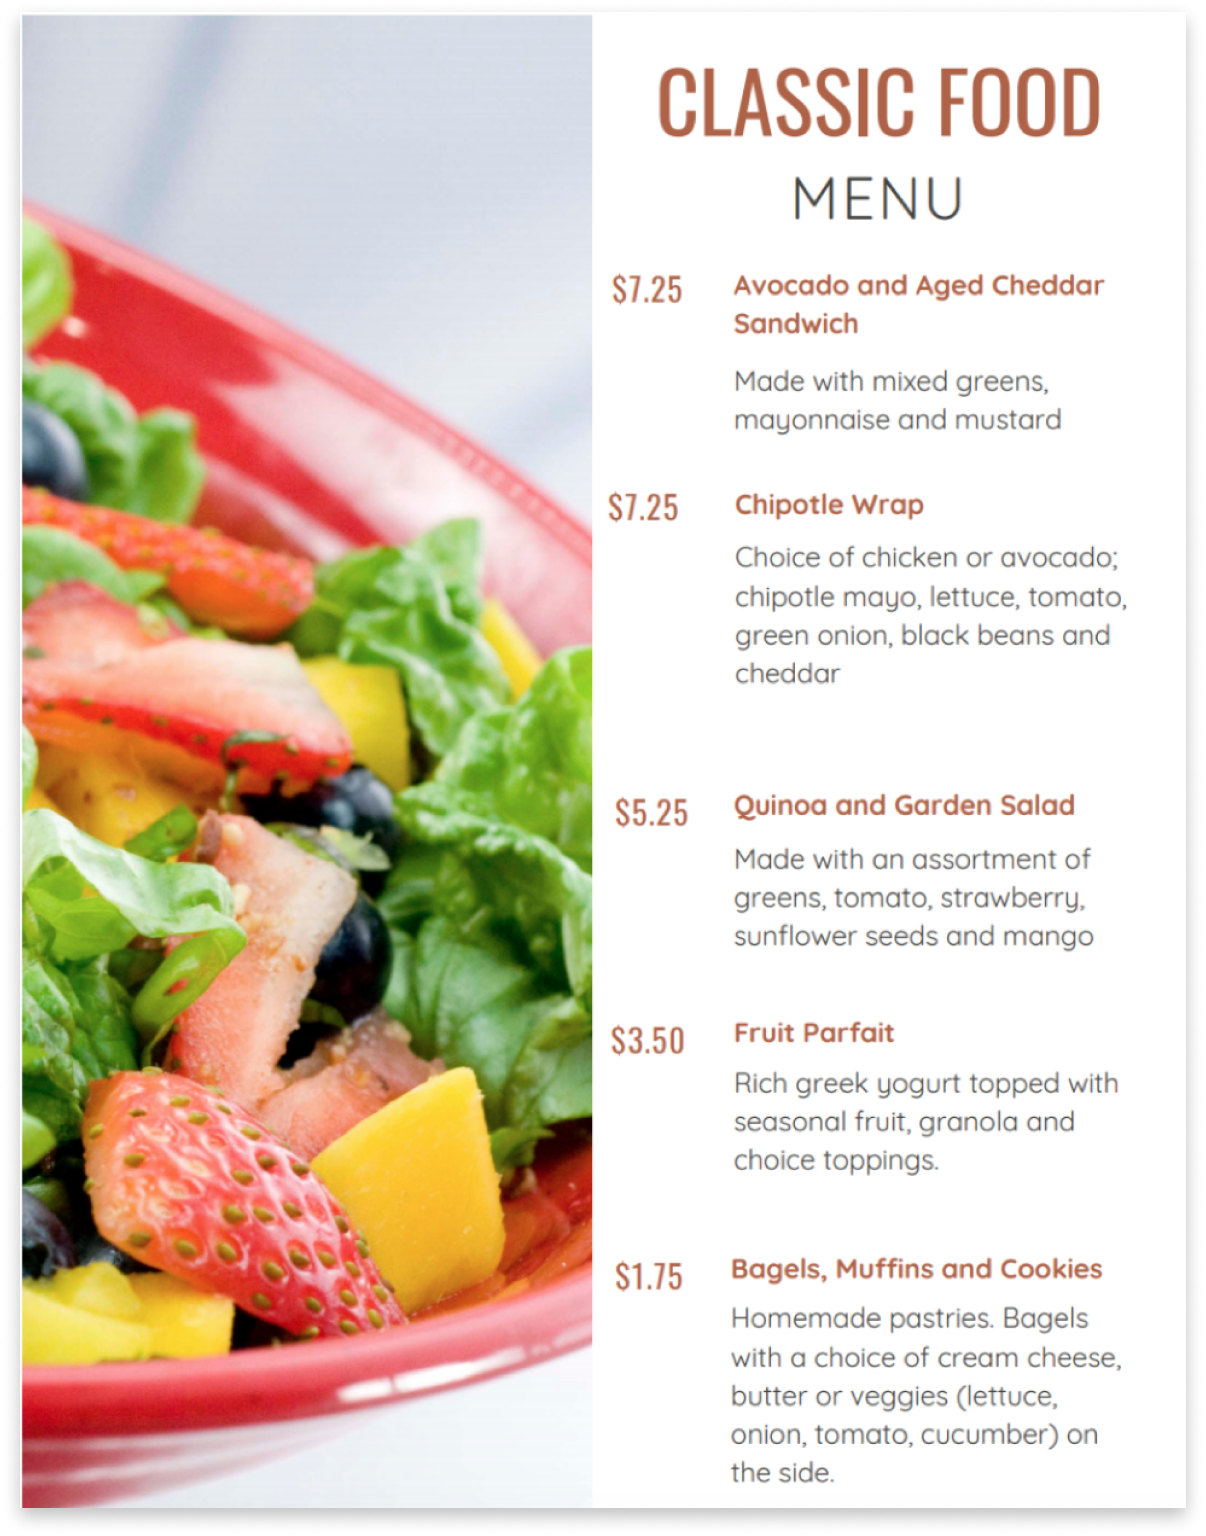 CLASSIC FOOD
MENU
$7.25
Avocado and Aged Cheddar
Sandwich
Made with mixed greens,
mayonnaise and mustard
$7.25
Chipotle Wrap
Choice of chicken or avocado;
chipotle mayo, lettuce, tomato,
green onion, black beans and
cheddar
$5.25
Quinoa and Garden Salad
Made with an assortment of
greens, tomato, strawberry,
sunflower seeds and mango
$3.50
Fruit Parfait
Rich greek yogurt topped with
seasonal fruit, granola and
choice toppings.
$1.75
Bagels, Muffins and Cookies
Homemade pastries. Bagels
with a choice of cream cheese,
butter or veggies (lettuce,
onion, tomato, cucumber) on
the side.